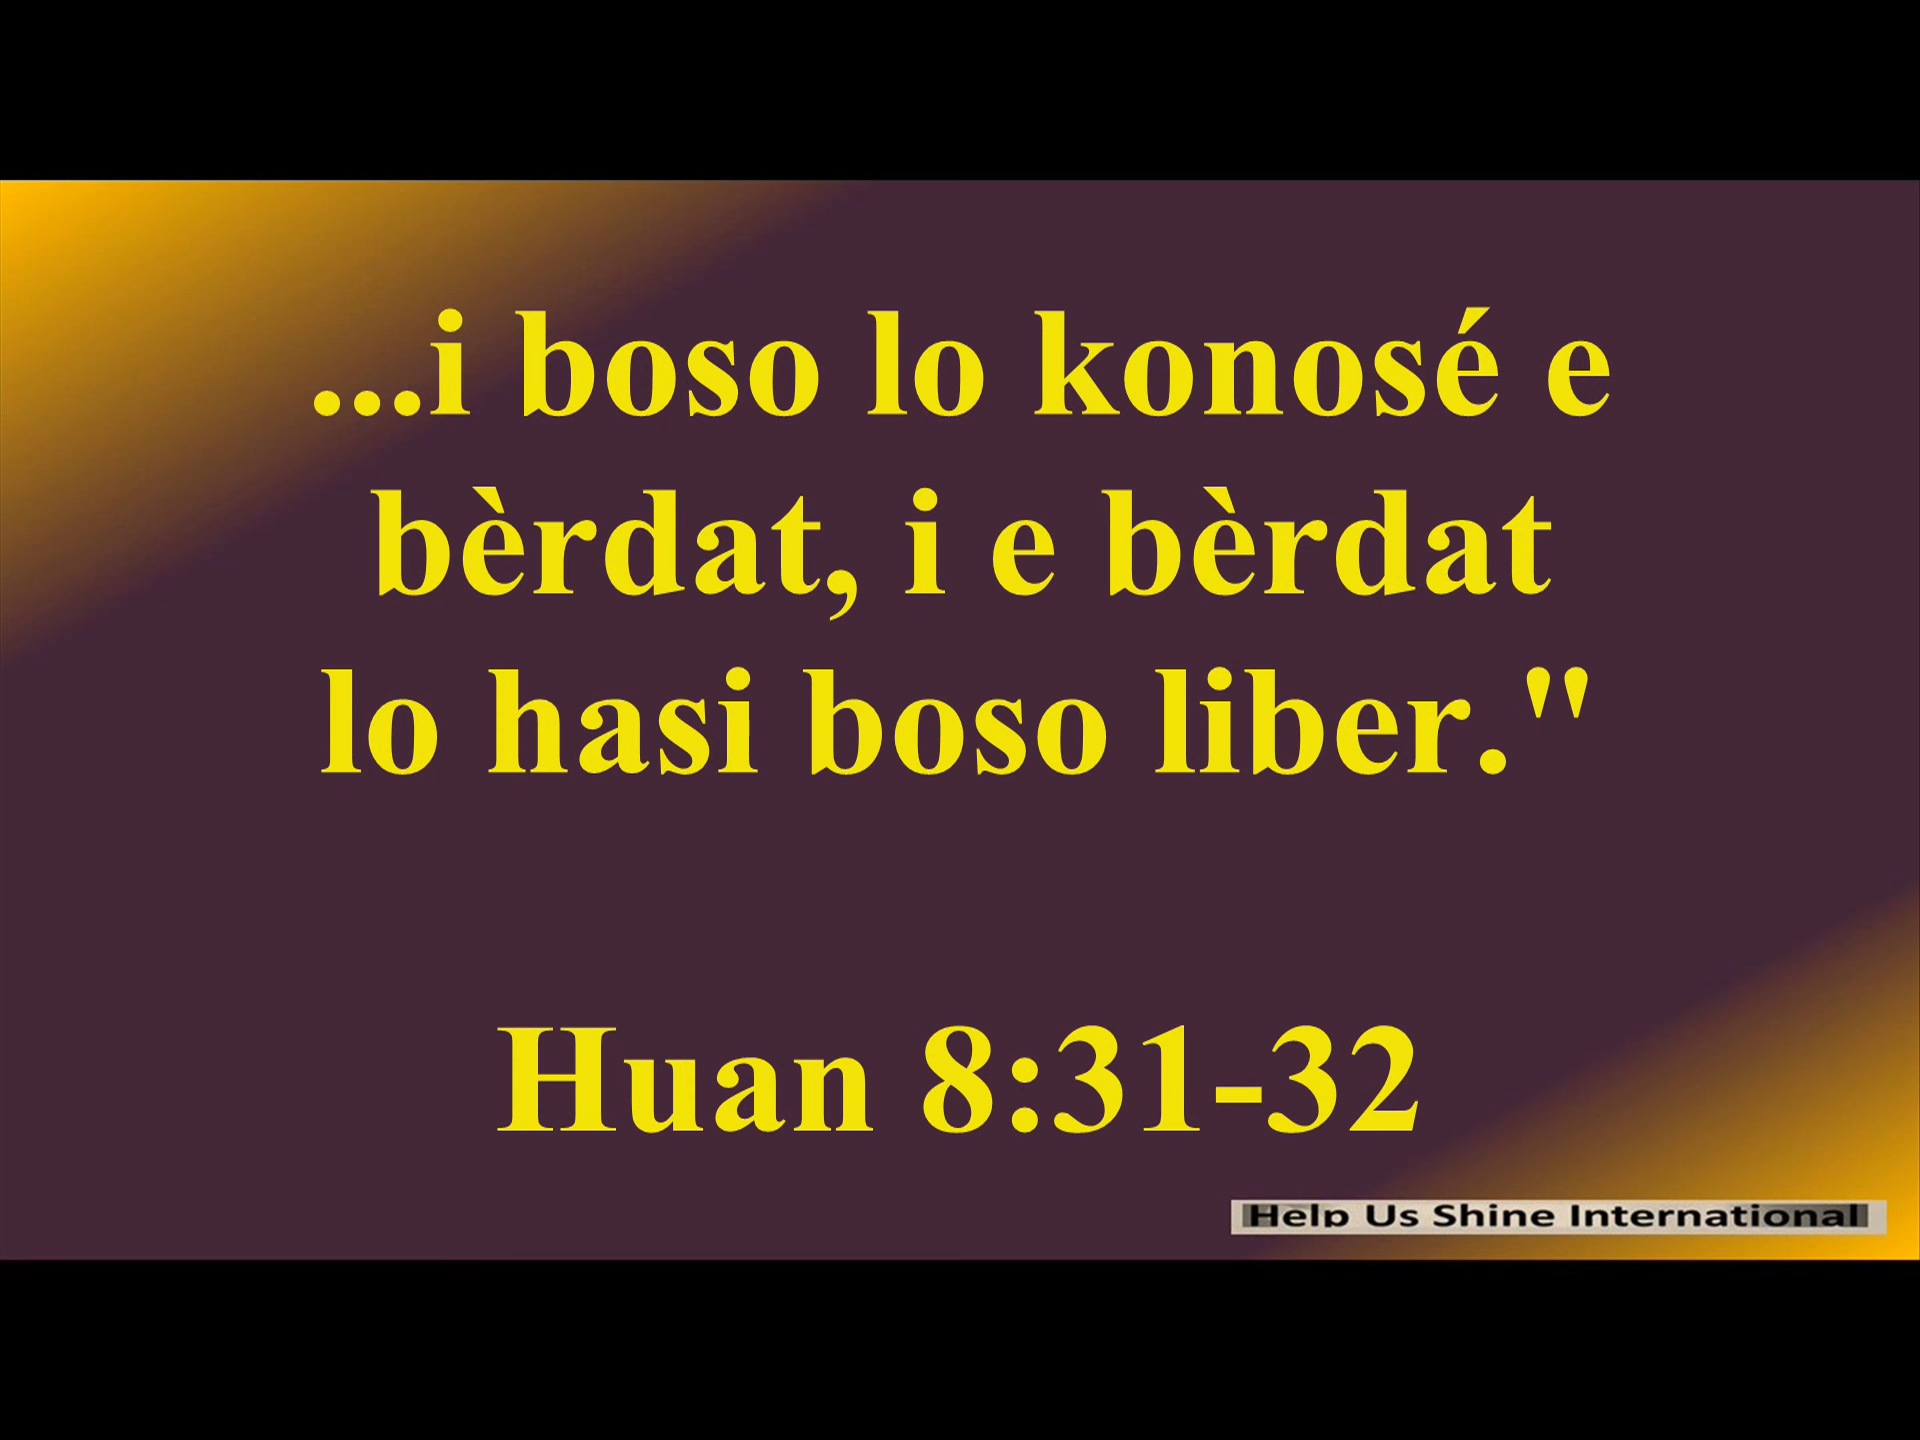 ...i boso lo konosé e
bèrdat, i e bèrdat
lo hasi boso liber."
Huan 8:31-32
Help Us Shine International